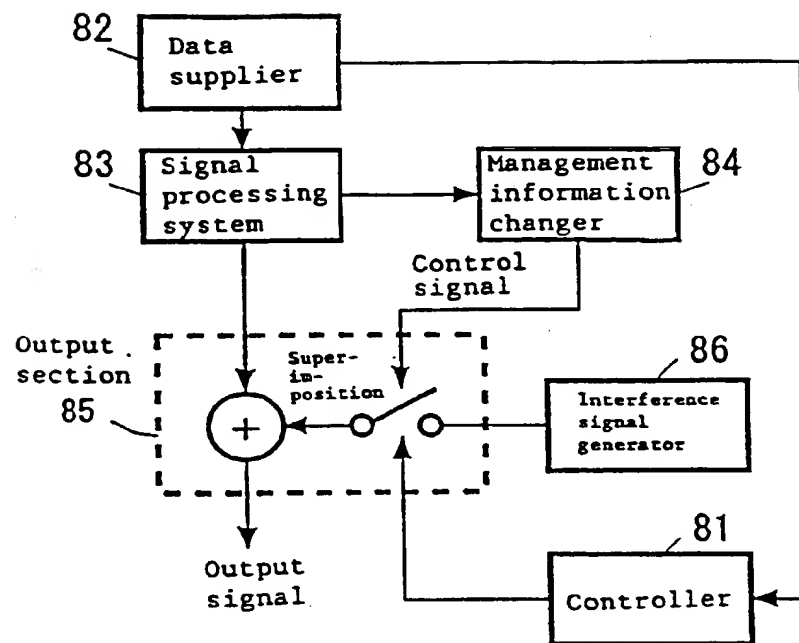 82
Data
supplier
83
Signal
processing
system
Management
information
changer
84
Control
signal
Output
section
85
Super-
im-
position
+
86
Interference
signal
generator
81
Controller
Output
signal